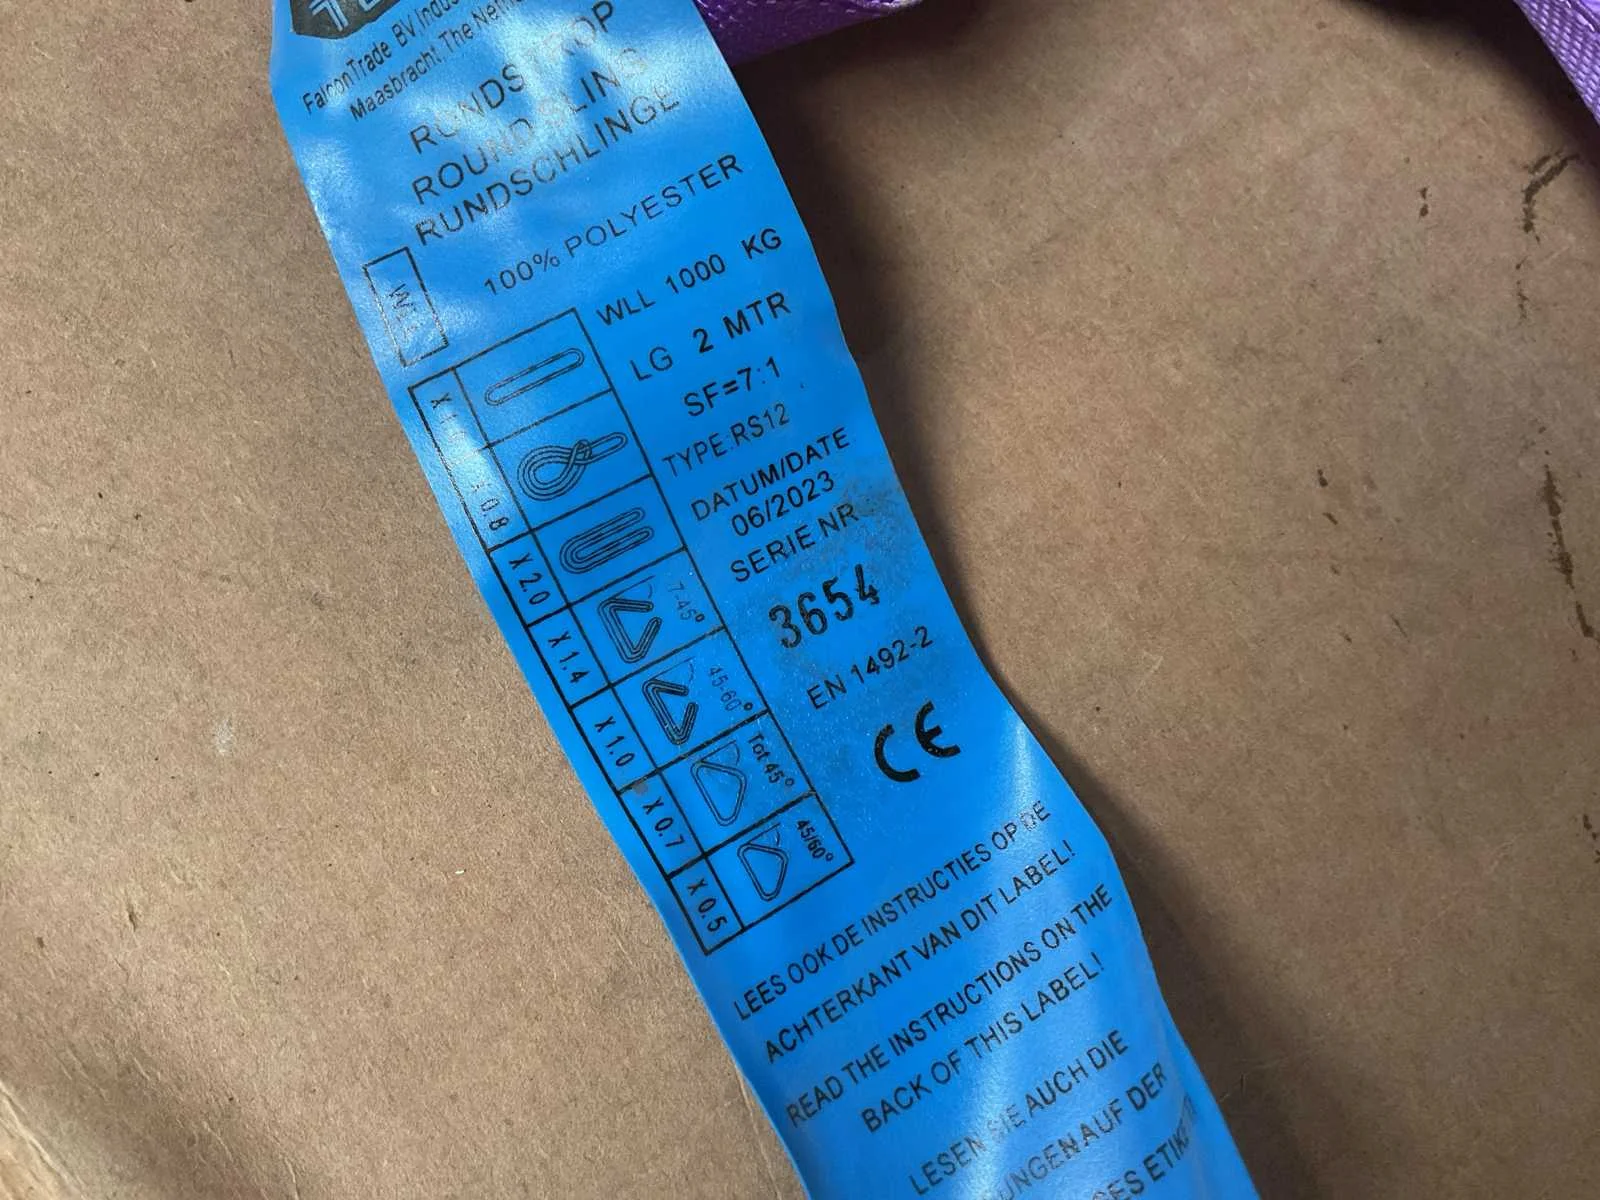 FalconTrade BV,
Maasbracht, The
RUNDSTROP
ROUND SLING
RUNDSCHLINGE
100% POLYESTER
WLL 1000 KG
LG 2 MTR
SF=7:1
TYPE:RS12
DATUM/DATE
06/2023
SERIE NR
3654
EN 1492-2
CE
0.8
X 2.0
7-45°
X 1.4
45-60°
X 1.0
Tot 45°
X 0.7
45/60°
X 0.5
LEES OOK DE INSTRUCTIES OP DE
ACHTERKANT VAN DIT LABEL!
READ THE INSTRUCTIONS ON THE
BACK OF THIS LABEL!
LESEN SIE AUCH DIE
AUF DER